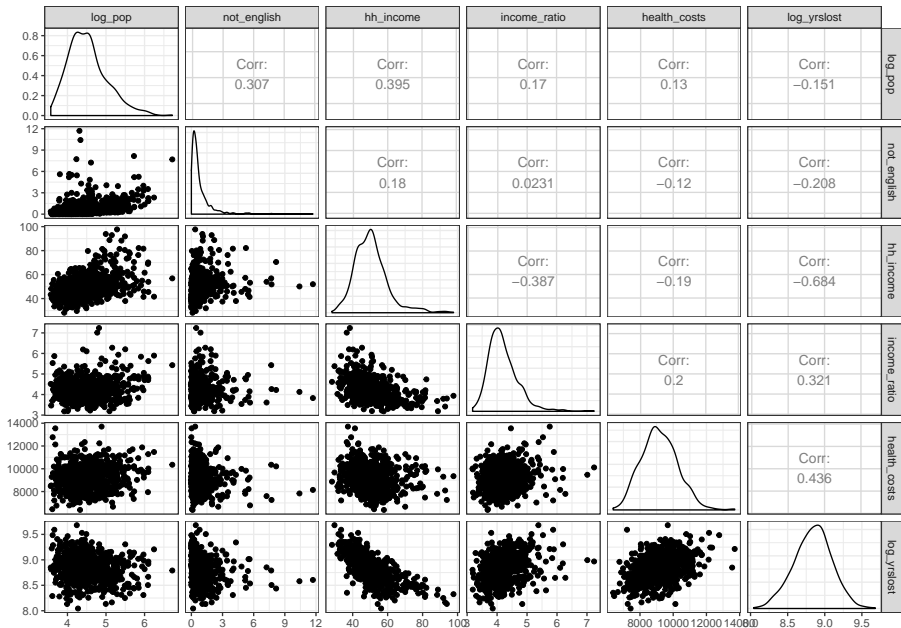 log_pop not_english hh_income income_ratio health_costs log_yrslost
0.8
0.6
0.4
0.2
0.0
Corr:
0.307
Corr:
0.395
Corr:
0.17
Corr:
0.13
Corr:
−0.151
log_pop
12
9
6
3
0
Corr:
0.18
Corr:
0.0231
Corr:
−0.12
Corr:
−0.208
not_english
100
80
60
40
Corr:
−0.387
Corr:
−0.19
Corr:
−0.684
hh_income
7
6
5
4
3
Corr:
0.2
Corr:
0.321
income_ratio
14000
12000
10000
8000
Corr:
0.436
health_costs
9.5
9.0
8.5
8.0
log_yrslost
4 5 6 0 3 6 9 12 40 60 80 100 3 4 5 6 7 8000 10000 12000 14000 8.0 8.5 9.0 9.5